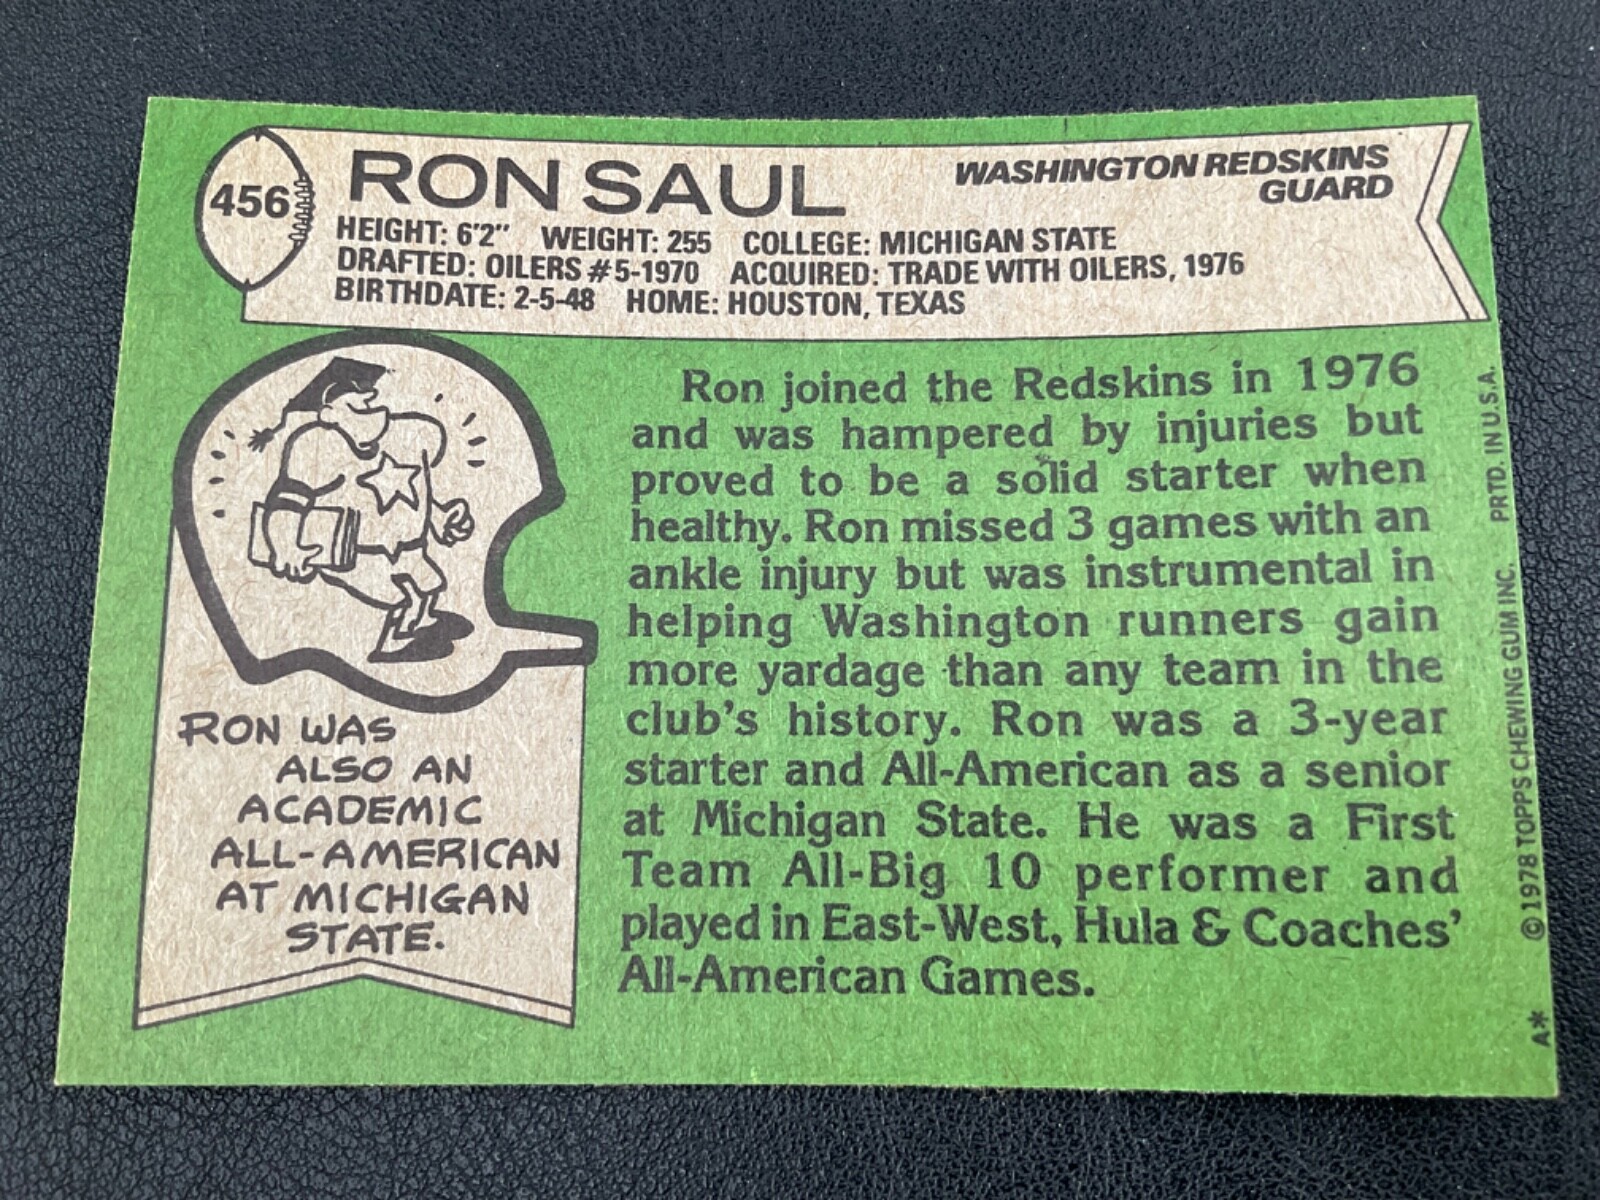 456
RON SAUL
WASHINGTON REDSKINS
GUARD
HEIGHT: 6'2" WEIGHT: 255 COLLEGE: MICHIGAN STATE
DRAFTED: OILERS #5-1970 ACQUIRED: TRADE WITH OILERS, 1976
BIRTHDATE: 2-5-48 HOME: HOUSTON, TEXAS
RON WAS
ALSO AN
ACADEMIC
ALL-AMERICAN
AT MICHIGAN
STATE.
Ron joined the Redskins in 1976
and was hampered by injuries but
proved to be a solid starter when
healthy. Ron missed 3 games with an
ankle injury but was instrumental in
helping Washington runners gain
more yardage than any team in the
club's history. Ron was a 3-year
starter and All-American as a senior
at Michigan State. He was a First
Team All-Big 10 performer and
played in East-West, Hula & Coaches'
All-American Games.
A* © 1978 TOPPS CHEWING GUM INC. PRTD. IN U.S.A.